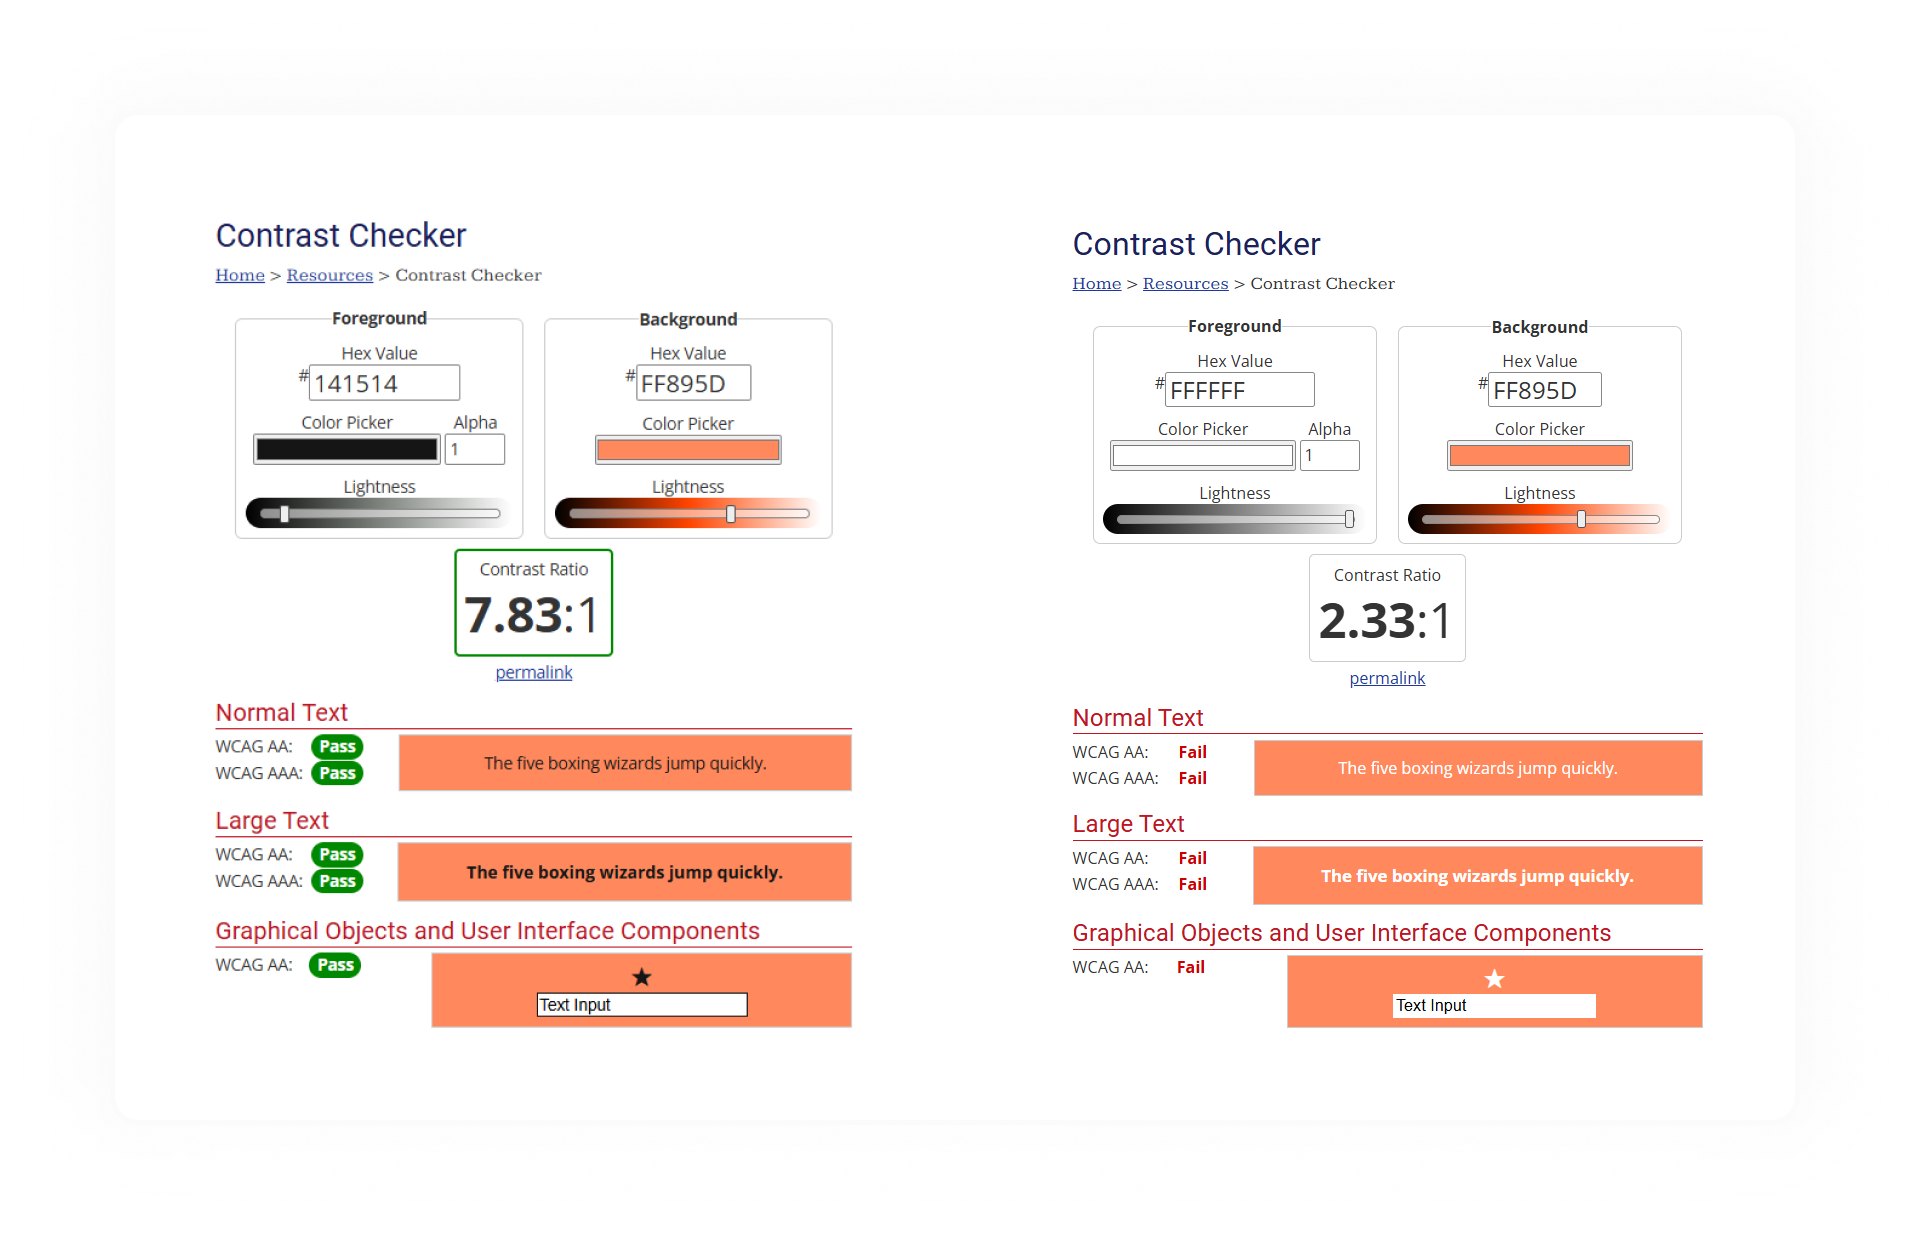 Contrast Checker
Home > Resources > Contrast Checker
Foreground
Hex Value
#141514
Color Picker Alpha
1
Lightness
Background
Hex Value
#FF895D
Color Picker
Lightness
Contrast Ratio
7.83:1
permalink
Normal Text
WCAG AA: Pass
WCAG AAA: Pass
The five boxing wizards jump quickly.
Large Text
WCAG AA: Pass
WCAG AAA: Pass
The five boxing wizards jump quickly.
Graphical Objects and User Interface Components
WCAG AA: Pass
Text Input
Contrast Checker
Home > Resources > Contrast Checker
Foreground
Hex Value
#FFFFFF
Color Picker Alpha
1
Lightness
Background
Hex Value
#FF895D
Color Picker
Lightness
Contrast Ratio
2.33:1
permalink
Normal Text
WCAG AA: Fail
WCAG AAA: Fail
The five boxing wizards jump quickly.
Large Text
WCAG AA: Fail
WCAG AAA: Fail
The five boxing wizards jump quickly.
Graphical Objects and User Interface Components
WCAG AA: Fail
Text Input